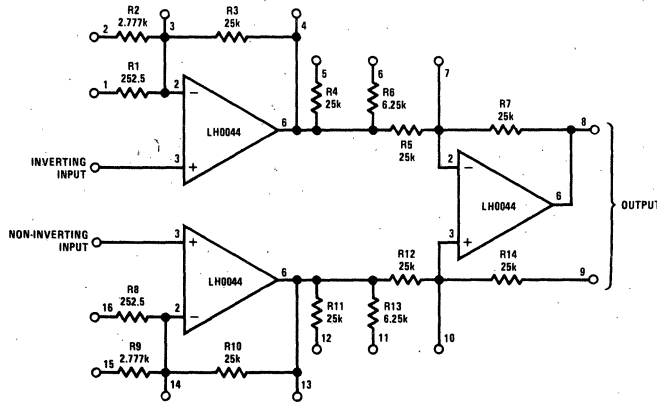 R2
2.777k
2
3
R3
25k
4
R1
252.5
1
2
−
LH0044
6
3
+
INVERTING
INPUT
5
R4
25k
6
R6
6.25k
7
R5
25k
R7
25k
8
2
−
LH0044
6
3
+
OUTPUT
NON-INVERTING
INPUT
3
+
LH0044
6
2
−
R8
252.5
16
R9
2.777k
15
14
R10
25k
13
R11
25k
12
R13
6.25k
11
R12
25k
10
R14
25k
9